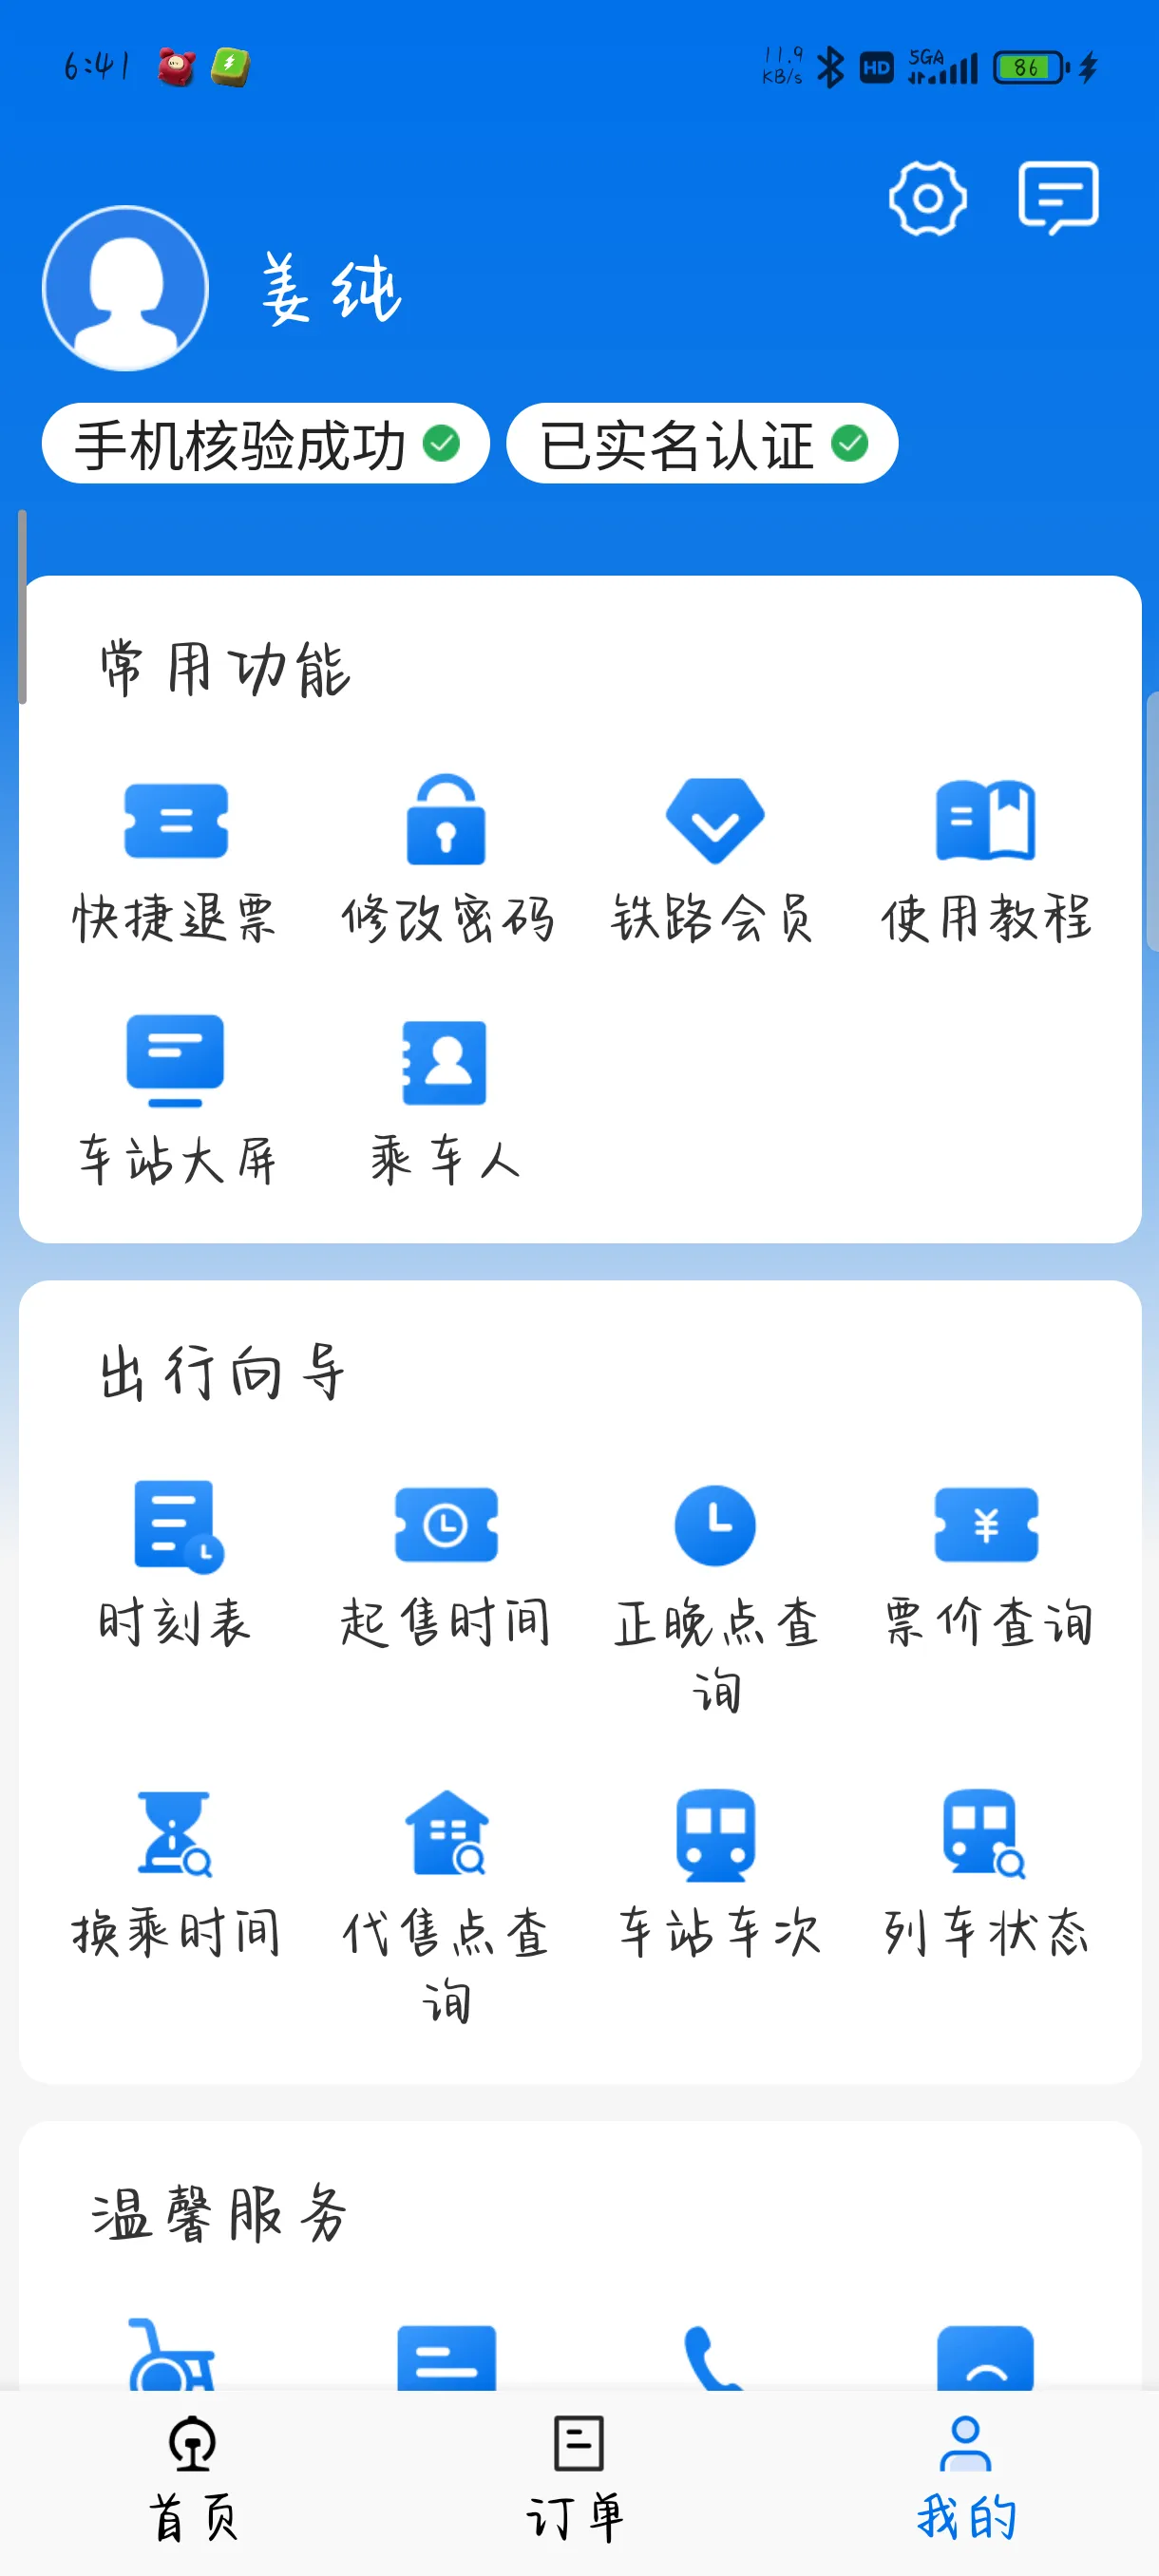 6:41
11.9
KB/s
HD
5GA
86
姜纯
手机核验成功
已实名认证
常用功能
快捷退票 修改密码 铁路会员 使用教程
车站大屏 乘车人
出行向导
时刻表 起售时间 正晚点查 票价查询
询
换乘时间 代售点查 车站车次 列车状态
询
温馨服务
首页 订单 我的